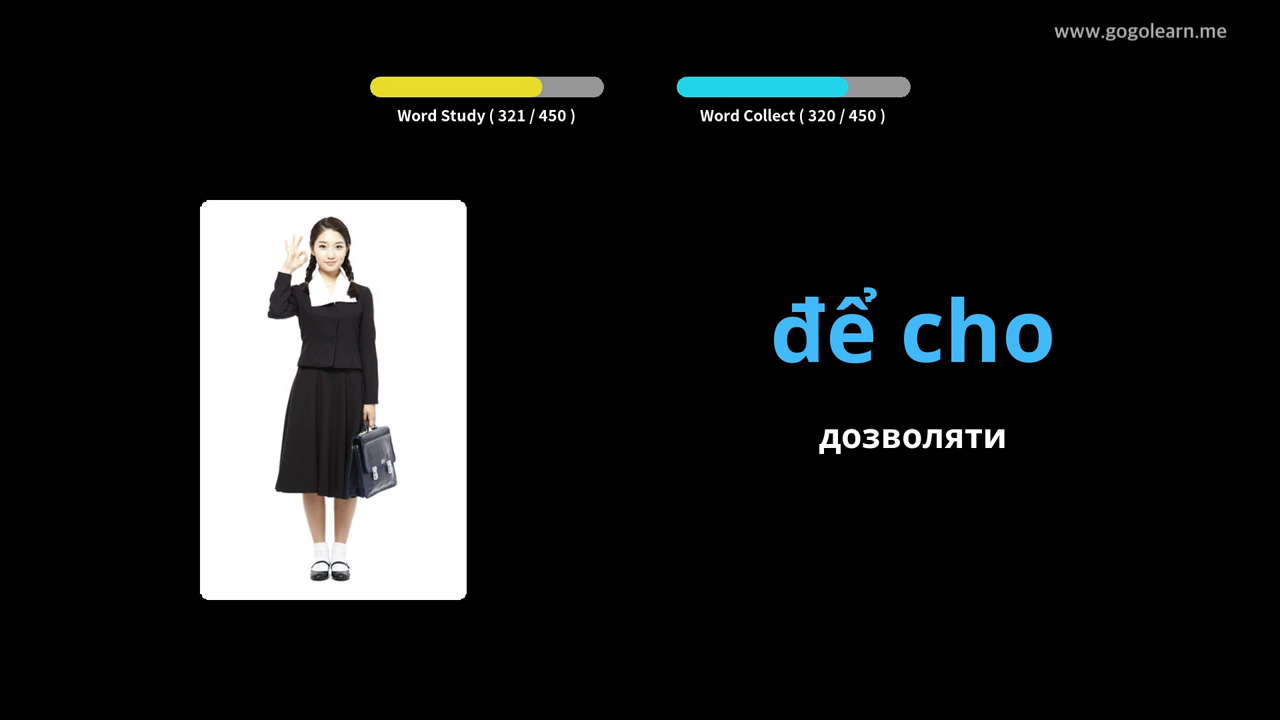 www.gogolearn.me
Word Study ( 321 / 450 )
Word Collect ( 320 / 450 )
để cho
дозволяти